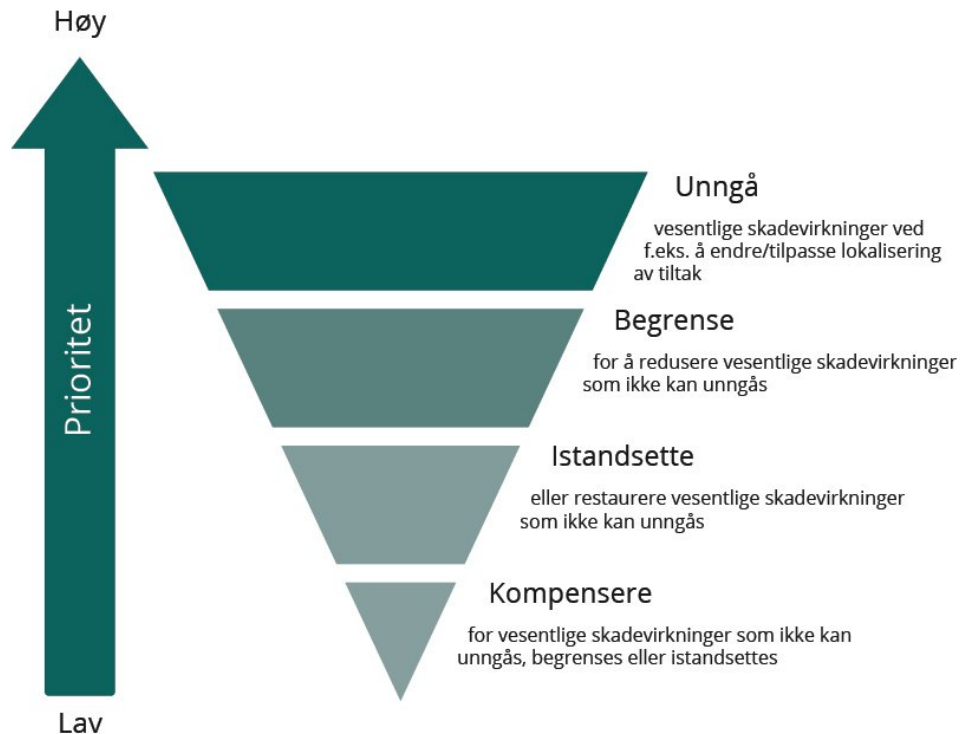 Høy
Prioritet
Lav
Unngå
vesentlige skadevirkninger ved
f.eks. å endre/tilpasse lokalisering
av tiltak
Begrense
for å redusere vesentlige skadevirkninger
som ikke kan unngås
Istandsette
eller restaurere vesentlige skadevirkninger
som ikke kan unngås
Kompensere
for vesentlige skadevirkninger som ikke kan
unngås, begrenses eller istandsettes